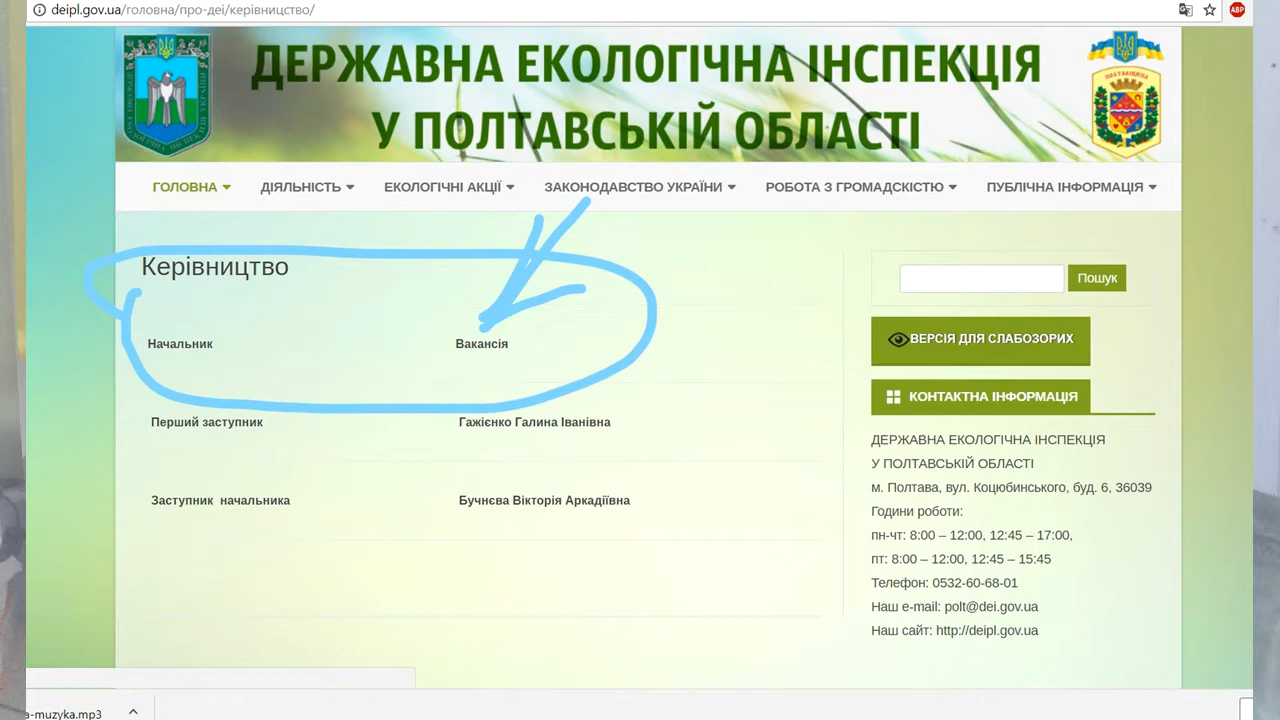 deipl.gov.ua/головна/про-деі/керівництво/
ABP
ДЕРЖАВНА ЕКОЛОГІЧНА ІНСПЕКЦІЯ
У ПОЛТАВСЬКІЙ ОБЛАСТІ
ПОЛТАВЩИНА
ГОЛОВНА ДІЯЛЬНІСТЬ ЕКОЛОГІЧНІ АКЦІЇ ЗАКОНОДАВСТВО УКРАЇНИ РОБОТА З ГРОМАДСКІСТЮ ПУБЛІЧНА ІНФОРМАЦІЯ
Керівництво
Начальник Вакансія
Перший заступник Гажієнко Галина Іванівна
Заступник начальника Бучнєва Вікторія Аркадіївна
Пошук
ВЕРСІЯ ДЛЯ СЛАБОЗОРИХ
КОНТАКТНА ІНФОРМАЦІЯ
ДЕРЖАВНА ЕКОЛОГІЧНА ІНСПЕКЦІЯ
У ПОЛТАВСЬКІЙ ОБЛАСТІ
м. Полтава, вул. Коцюбинського, буд. 6, 36039
Години роботи:
пн-чт: 8:00 – 12:00, 12:45 – 17:00,
пт: 8:00 – 12:00, 12:45 – 15:45
Телефон: 0532-60-68-01
Наш e-mail: polt@dei.gov.ua
Наш сайт: http://deipl.gov.ua
a-muzyka.mp3